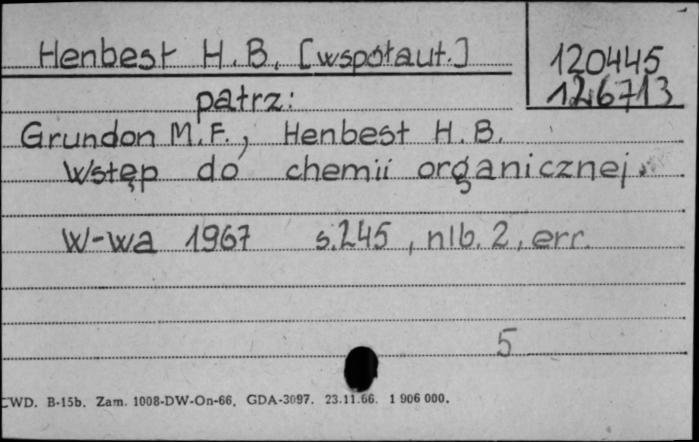 Henbest H.B. [współaut.]
120445
126713
patrz:
Grundon M.F., Henbest H.B.
Wstęp do chemii organicznej.
W-wa 1967 s.245, nlb. 2, err.
5
CWD. B-15b. Zam. 1008-DW-On-66. GDA-3097. 23.11.66. 1 906 000.